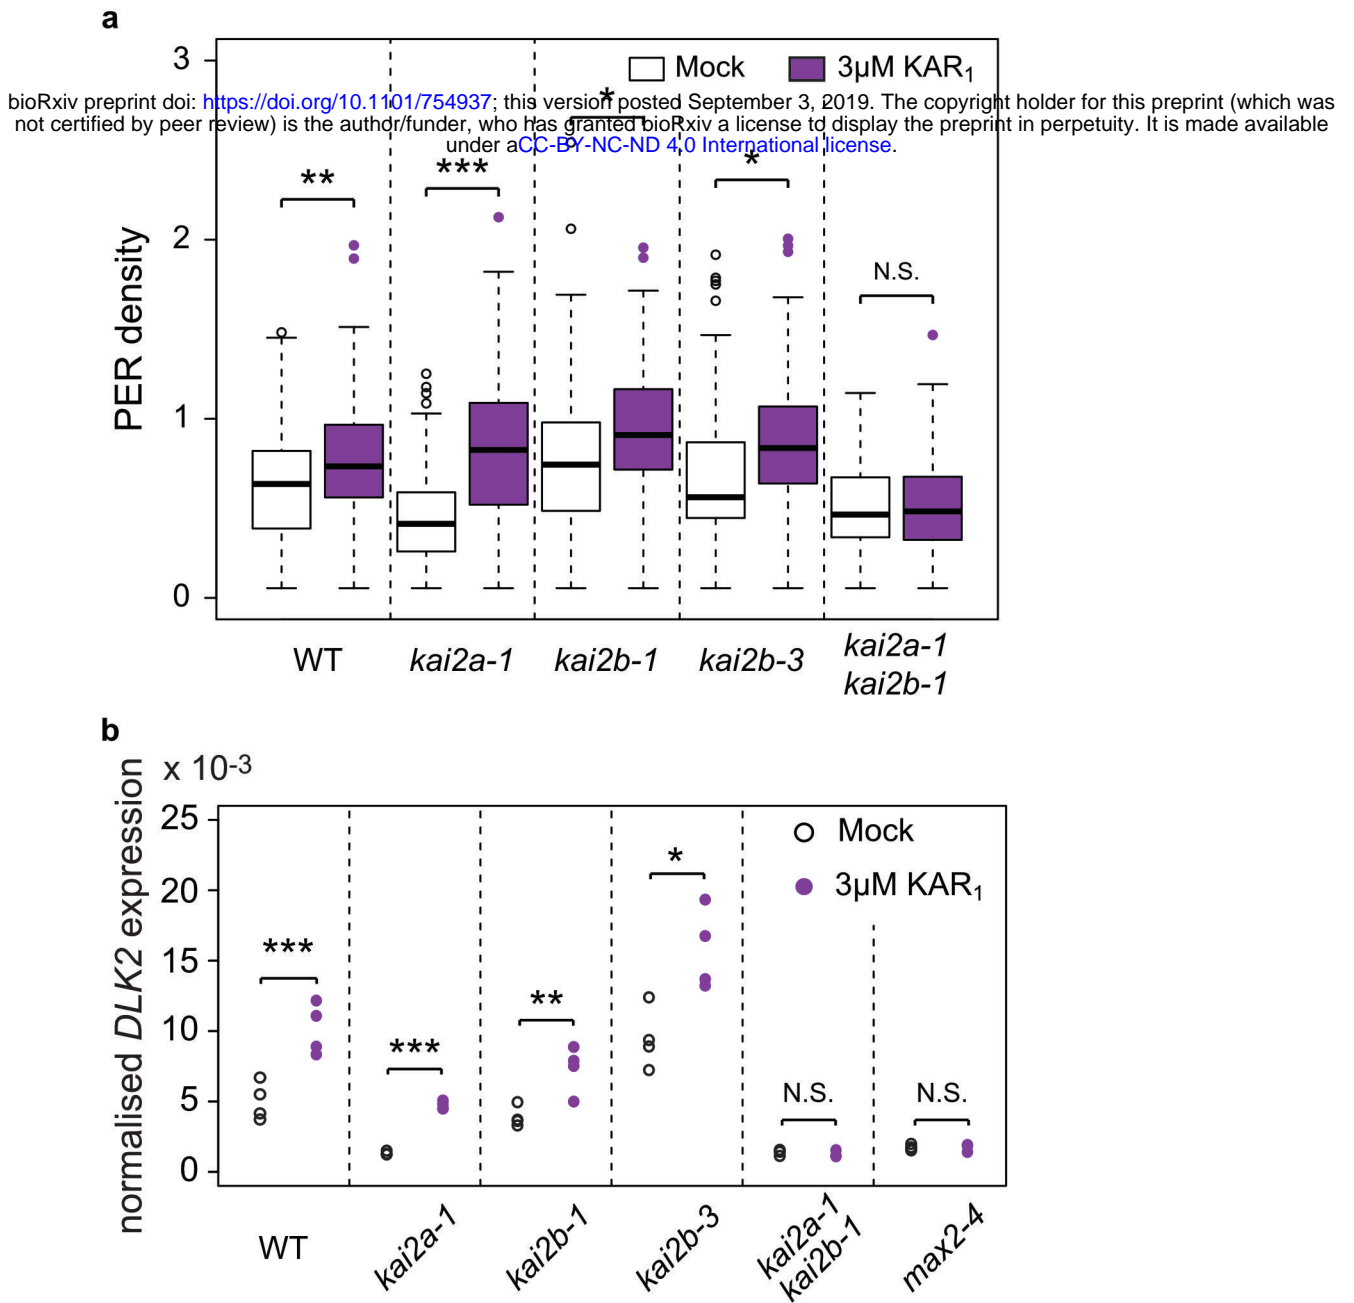 a
3
Mock
3μM KAR1
bioRxiv preprint doi: https://doi.org/10.1101/754937; this version posted September 3, 2019. The copyright holder for this preprint (which was
not certified by peer review) is the author/funder, who has granted bioRxiv a license to display the preprint in perpetuity. It is made available
under aCC-BY-NC-ND 4.0 International license.
*
**
***
*
N.S.
2
1
0
PER density
WT
kai2a-1
kai2b-1
kai2b-3
kai2a-1
kai2b-1
b
x 10-3
normalised DLK2 expression
25
20
15
10
5
0
Mock
3μM KAR1
***
***
**
*
N.S.
N.S.
WT
kai2a-1
kai2b-1
kai2b-3
kai2a-1
kai2b-1
max2-4